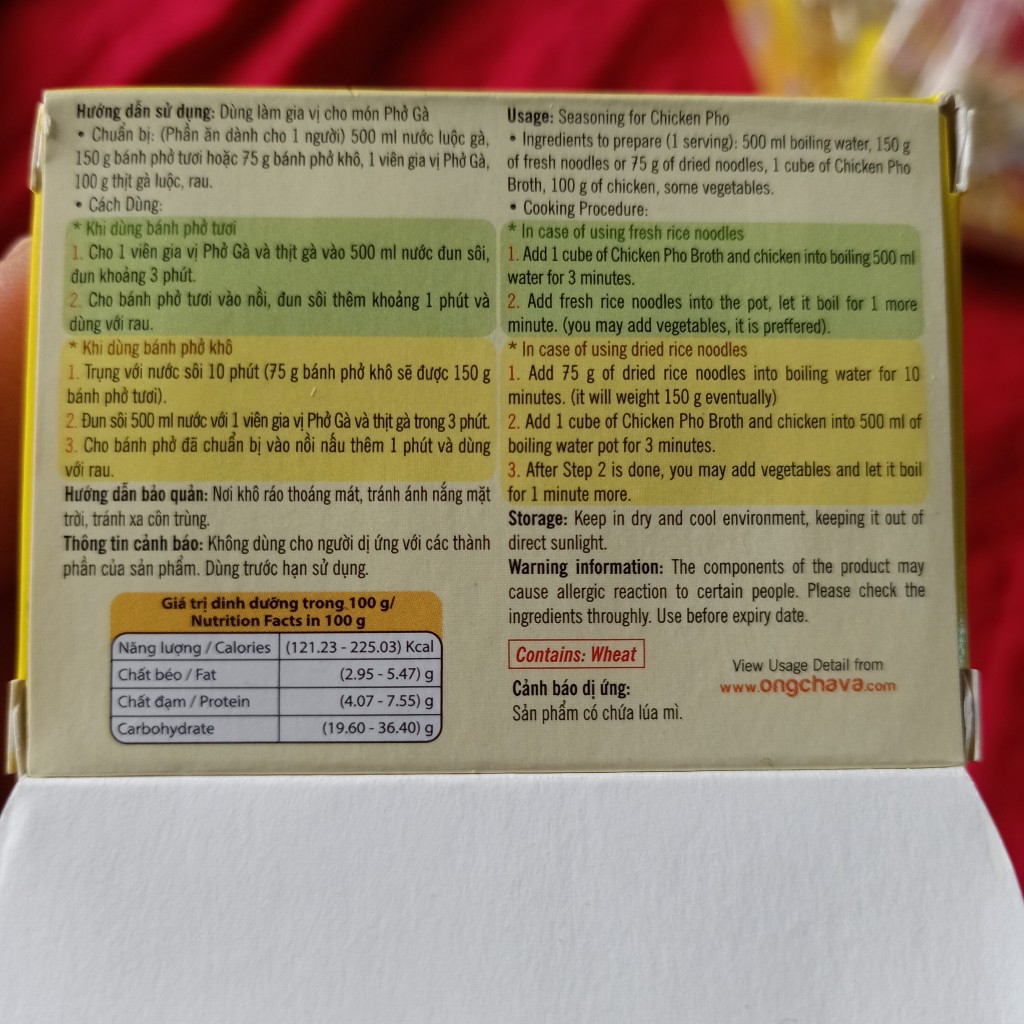 Hướng dẫn sử dụng: Dùng làm gia vị cho món Phở Gà
• Chuẩn bị: (Phần ăn dành cho 1 người) 500 ml nước luộc gà,
150 g bánh phở tươi hoặc 75 g bánh phở khô, 1 viên gia vị Phở Gà,
100 g thịt gà luộc, rau.
• Cách Dùng:
* Khi dùng bánh phở tươi
1. Cho 1 viên gia vị Phở Gà và thịt gà vào 500 ml nước đun sôi,
đun khoảng 3 phút.
2. Cho bánh phở tươi vào nồi, đun sôi thêm khoảng 1 phút và
dùng với rau.
* Khi dùng bánh phở khô
1. Trụng với nước sôi 10 phút (75 g bánh phở khô sẽ được 150 g
bánh phở tươi).
2. Đun sôi 500 ml nước với 1 viên gia vị Phở Gà và thịt gà trong 3 phút.
3. Cho bánh phở đã chuẩn bị vào nồi nấu thêm 1 phút và dùng
với rau.
Hướng dẫn bảo quản: Nơi khô ráo thoáng mát, tránh ánh nắng mặt
trời, tránh xa côn trùng.
Thông tin cảnh báo: Không dùng cho người dị ứng với các thành
phần của sản phẩm. Dùng trước hạn sử dụng.
Giá trị dinh dưỡng trong 100 g/
Nutrition Facts in 100 g
Năng lượng / Calories (121.23 - 225.03) Kcal
Chất béo / Fat (2.95 - 5.47) g
Chất đạm / Protein (4.07 - 7.55) g
Carbohydrate (19.60 - 36.40) g
Usage: Seasoning for Chicken Pho
• Ingredients to prepare (1 serving): 500 ml boiling water, 150 g
of fresh noodles or 75 g of dried noodles, 1 cube of Chicken Pho
Broth, 100 g of chicken, some vegetables.
• Cooking Procedure:
* In case of using fresh rice noodles
1. Add 1 cube of Chicken Pho Broth and chicken into boiling 500 ml
water for 3 minutes.
2. Add fresh rice noodles into the pot, let it boil for 1 more
minute. (you may add vegetables, it is preffered).
* In case of using dried rice noodles
1. Add 75 g of dried rice noodles into boiling water for 10
minutes. (it will weight 150 g eventually)
2. Add 1 cube of Chicken Pho Broth and chicken into 500 ml of
boiling water pot for 3 minutes.
3. After Step 2 is done, you may add vegetables and let it boil
for 1 minute more.
Storage: Keep in dry and cool environment, keeping it out of
direct sunlight.
Warning information: The components of the product may
cause allergic reaction to certain people. Please check the
ingredients throughly. Use before expiry date.
Contains: Wheat
Cảnh báo dị ứng:
Sản phẩm có chứa lúa mì.
View Usage Detail from
www.ongchava.com